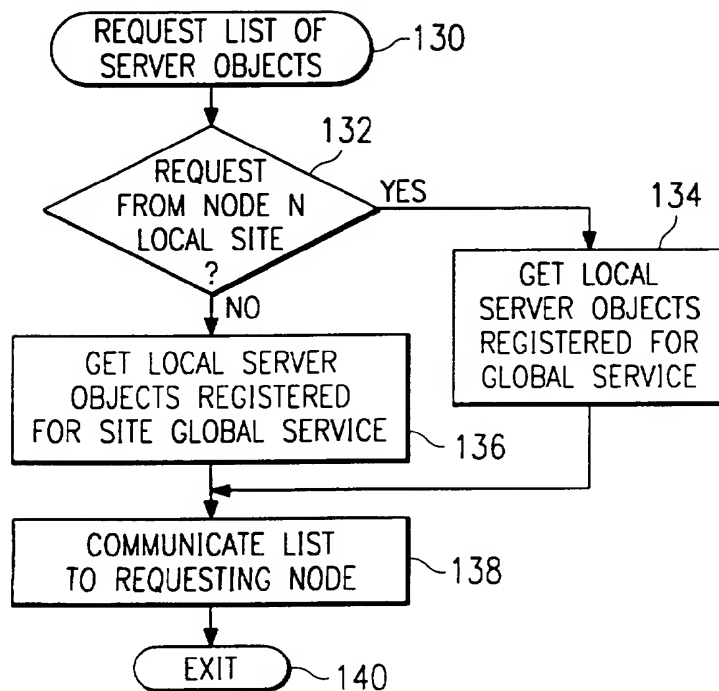 REQUEST LIST OF
SERVER OBJECTS
130
132
REQUEST
FROM NODE N
LOCAL SITE
?
YES
134
GET LOCAL
SERVER OBJECTS
REGISTERED FOR
GLOBAL SERVICE
NO
GET LOCAL SERVER
OBJECTS REGISTERED
FOR SITE GLOBAL SERVICE
136
COMMUNICATE LIST
TO REQUESTING NODE
138
EXIT
140